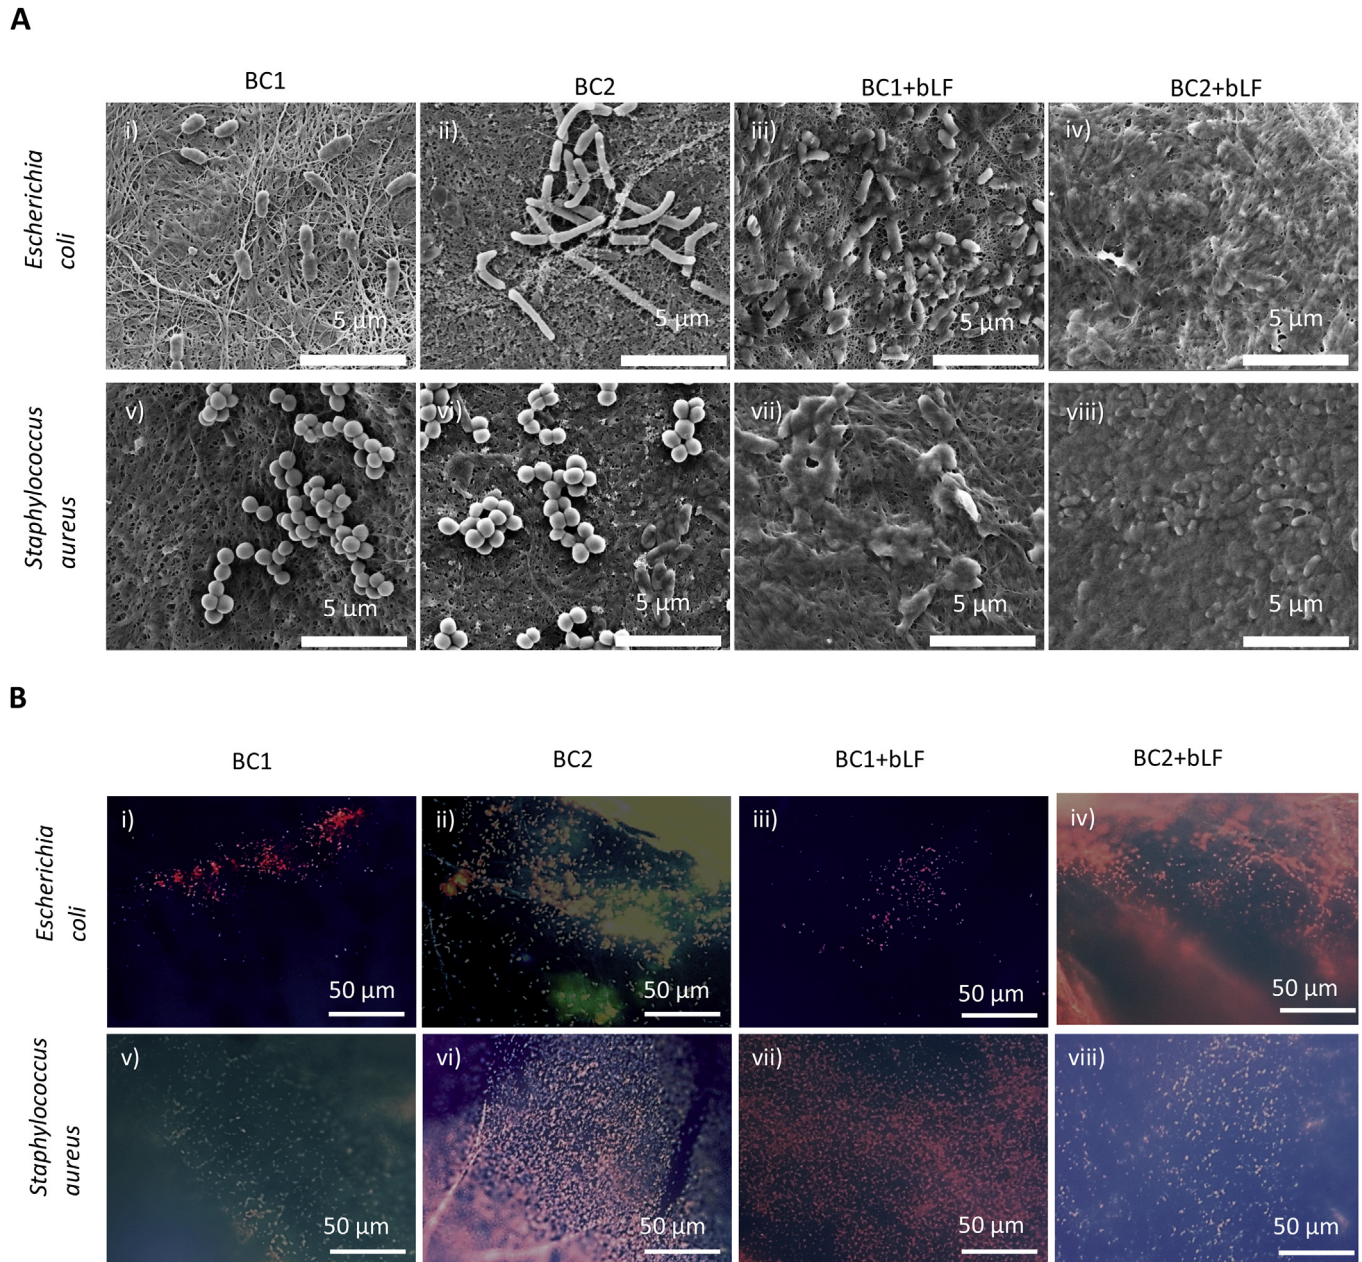 A
BC1
BC2
BC1+bLF
BC2+bLF
Escherichia
coli
i)
5 µm
ii)
5 µm
iii)
5 µm
iv)
5 µm
Staphylococcus
aureus
v)
5 µm
vi)
5 µm
vii)
5 µm
viii)
5 µm
B
BC1
BC2
BC1+bLF
BC2+bLF
Escherichia
coli
i)
50 µm
ii)
50 µm
iii)
50 µm
iv)
50 µm
Staphylococcus
aureus
v)
50 µm
vi)
50 µm
vii)
50 µm
viii)
50 µm